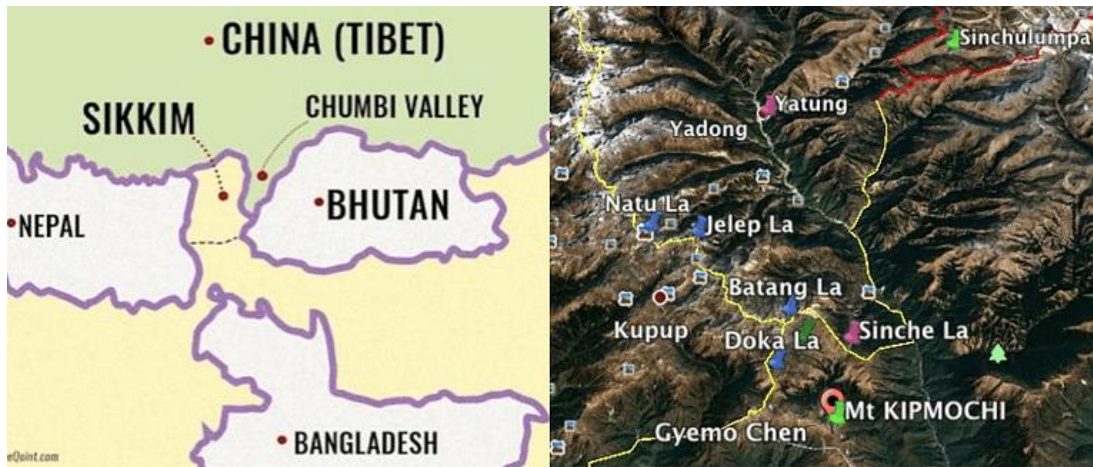 CHINA (TIBET)
SIKKIM
CHUMBI VALLEY
BHUTAN
NEPAL
BANGLADESH
eQuint.com
Sinchulumpa
Yatung
Yadong
Natu La
Jelep La
Batang La
Kupup
Doka La
Sinche La
Mt KIPMOCHI
Gyemo Chen